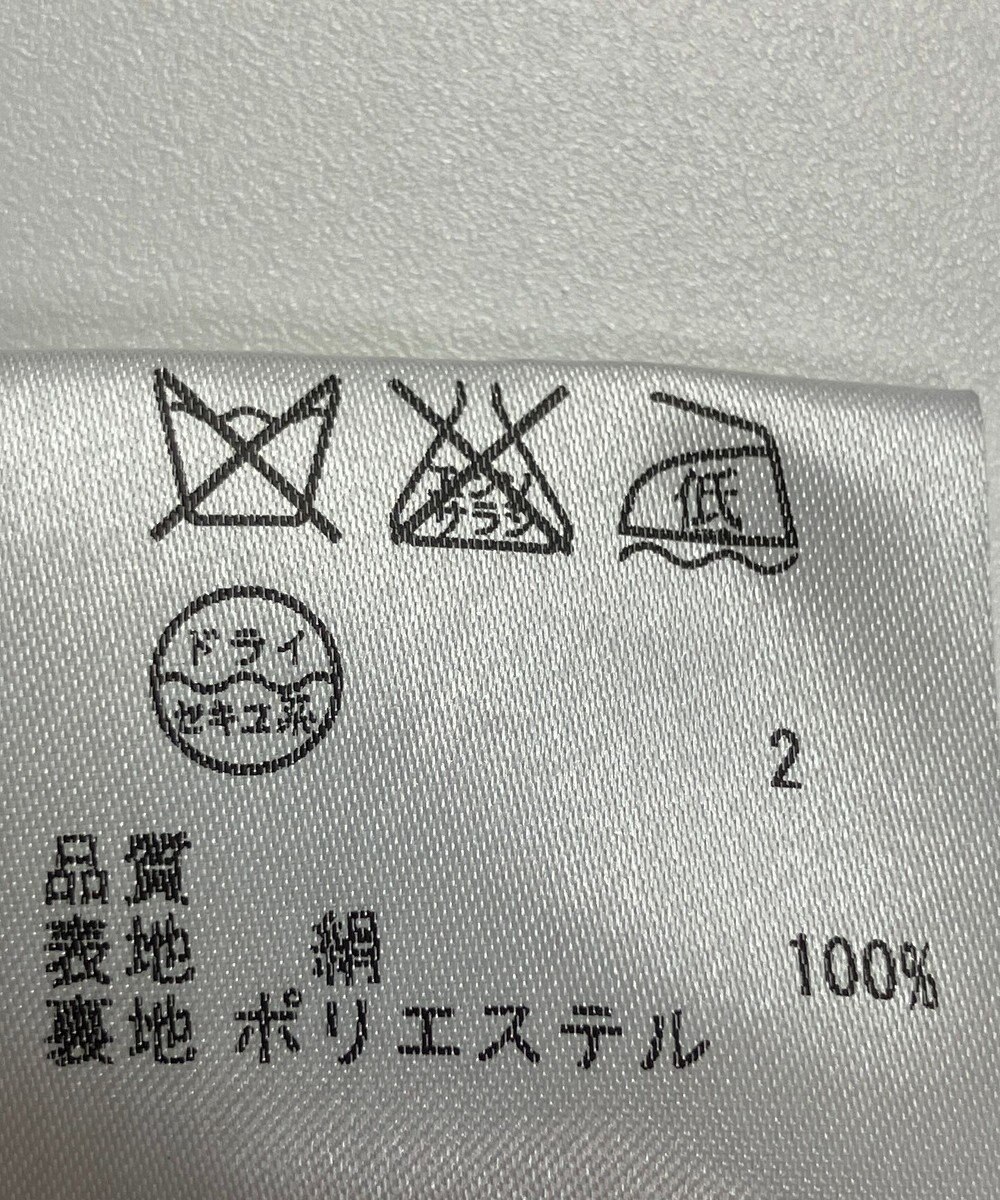 エンソ
サラシ
低
ドライ
セキユ系
2
品質
表地 絹 100%
裏地 ポリエステル